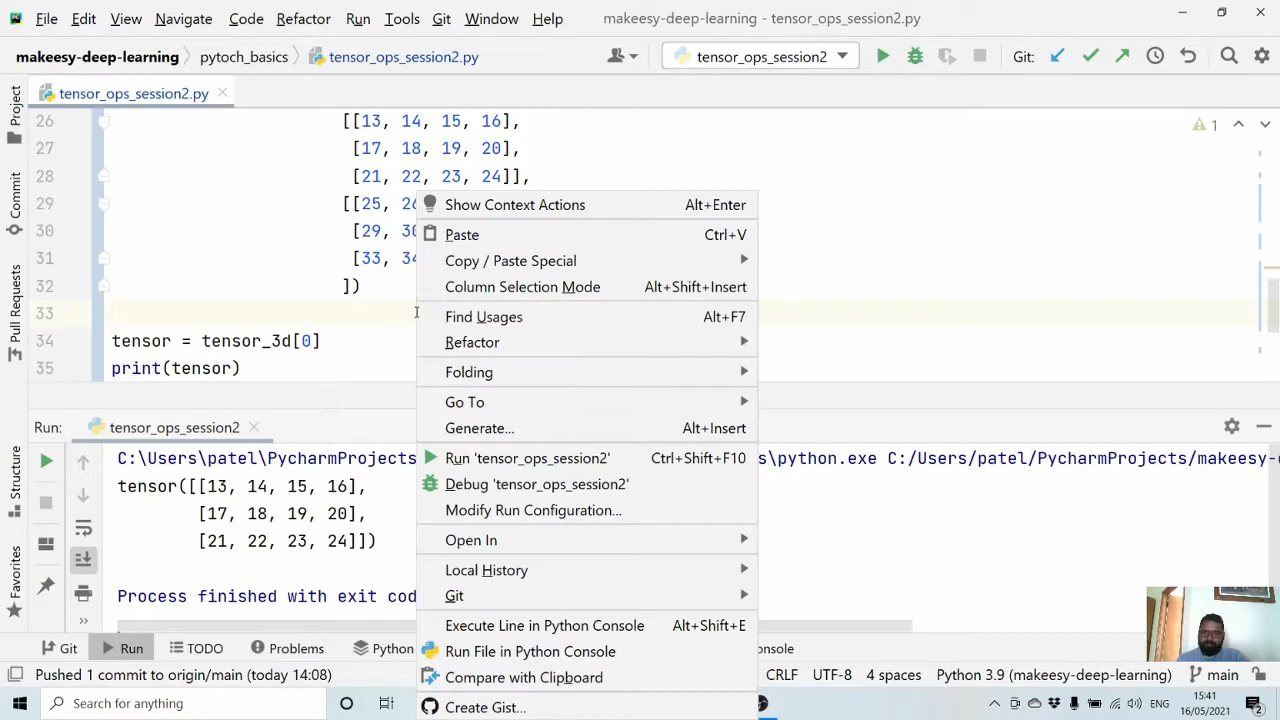 File Edit View Navigate Code Refactor Run Tools Git Window Help makeesy-deep-learning - tensor_ops_session2.py
makeesy-deep-learning pytoch_basics tensor_ops_session2.py tensor_ops_session2 Git:
Project
Commit
Pull Requests
Structure
Favorites
tensor_ops_session2.py
26 [[13, 14, 15, 16],
1
27 [17, 18, 19, 20],
28 [21, 22, 23, 24]],
29 [[25, 26
30 [29, 30
31 [33, 34
32 ])
33
34 tensor = tensor_3d[0]
35 print(tensor)
Show Context Actions Alt+Enter
Paste Ctrl+V
Copy / Paste Special
Column Selection Mode Alt+Shift+Insert
Find Usages Alt+F7
Refactor
Folding
Go To
Generate... Alt+Insert
Run 'tensor_ops_session2' Ctrl+Shift+F10
Debug 'tensor_ops_session2'
Modify Run Configuration...
Open In
Local History
Git
Execute Line in Python Console Alt+Shift+E
Run File in Python Console
Compare with Clipboard
Create Gist...
Run: tensor_ops_session2
C:\Users\patel\PycharmProjects s\python.exe C:/Users/patel/PycharmProjects/makeesy-
tensor([[13, 14, 15, 16],
[17, 18, 19, 20],
[21, 22, 23, 24]])
Process finished with exit cod
Git Run TODO Problems Python onsole
Pushed 1 commit to origin/main (today 14:08) CRLF UTF-8 4 spaces Python 3.9 (makeesy-deep-learning) main
Search for anything
ENG
15:41
16/05/2021
2